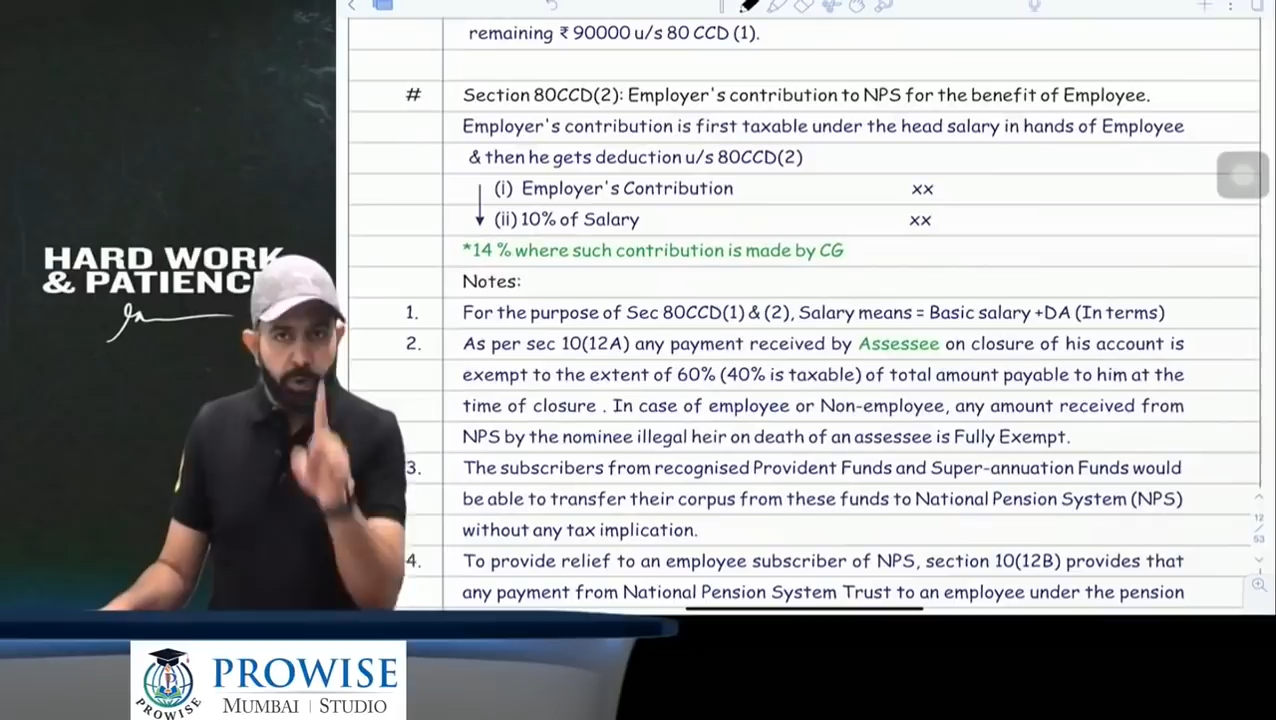 remaining ₹ 90000 u/s 80 CCD (1).
# Section 80CCD(2): Employer's contribution to NPS for the benefit of Employee.
Employer's contribution is first taxable under the head salary in hands of Employee
& then he gets deduction u/s 80CCD(2)
(i) Employer's Contribution xx
(ii) 10% of Salary xx
*14 % where such contribution is made by CG
Notes:
1. For the purpose of Sec 80CCD(1) & (2), Salary means = Basic salary +DA (In terms)
2. As per sec 10(12A) any payment received by Assessee on closure of his account is
exempt to the extent of 60% (40% is taxable) of total amount payable to him at the
time of closure . In case of employee or Non-employee, any amount received from
NPS by the nominee illegal heir on death of an assessee is Fully Exempt.
3. The subscribers from recognised Provident Funds and Super-annuation Funds would
be able to transfer their corpus from these funds to National Pension System (NPS)
without any tax implication.
4. To provide relief to an employee subscriber of NPS, section 10(12B) provides that
any payment from National Pension System Trust to an employee under the pension
12
53
HARD WORK
& PATIENC
PROWISE
PROWISE
MUMBAI | STUDIO